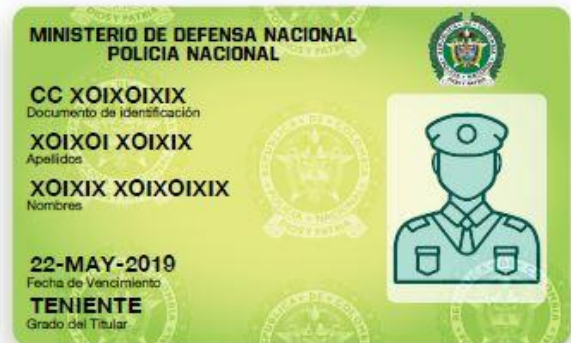 MINISTERIO DE DEFENSA NACIONAL
POLICIA NACIONAL
CC XOIXOIXIX
Documento de identificación
XOIXOI XOIXIX
Apellidos
XOIXIX XOIXOIXIX
Nombres
22-MAY-2019
Fecha de Vencimiento
TENIENTE
Grado del Titular